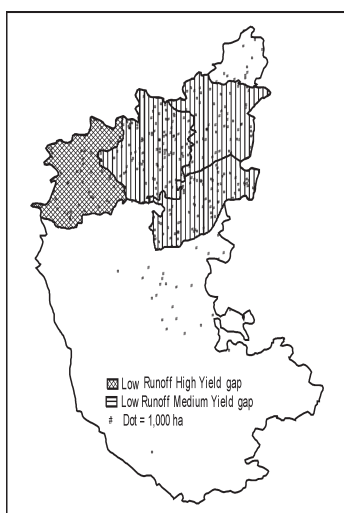 Low Runoff High Yield gap
Low Runoff Medium Yield gap
# Dot = 1,000 ha